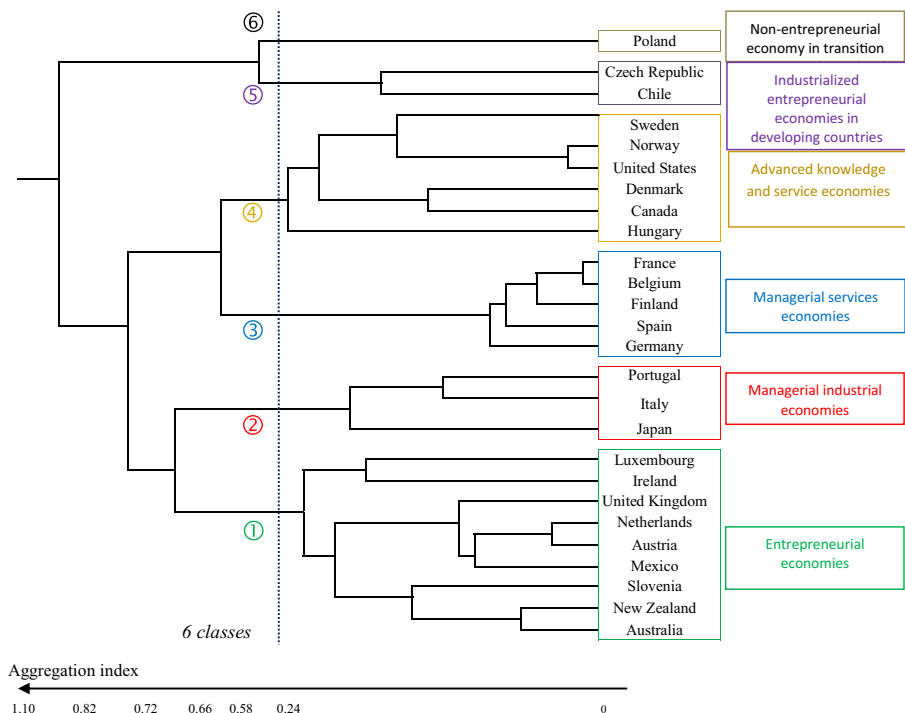 ⑥
Poland
Non-entrepreneurial
economy in transition
⑤
Czech Republic
Chile
Industrialized
entrepreneurial
economies in
developing countries
④
Sweden
Norway
United States
Denmark
Canada
Hungary
Advanced knowledge
and service economies
③
France
Belgium
Finland
Spain
Germany
Managerial services
economies
②
Portugal
Italy
Japan
Managerial industrial
economies
①
Luxembourg
Ireland
United Kingdom
Netherlands
Austria
Mexico
Slovenia
New Zealand
Australia
Entrepreneurial
economies
6 classes
Aggregation index
1.10 0.82 0.72 0.66 0.58 0.24 0